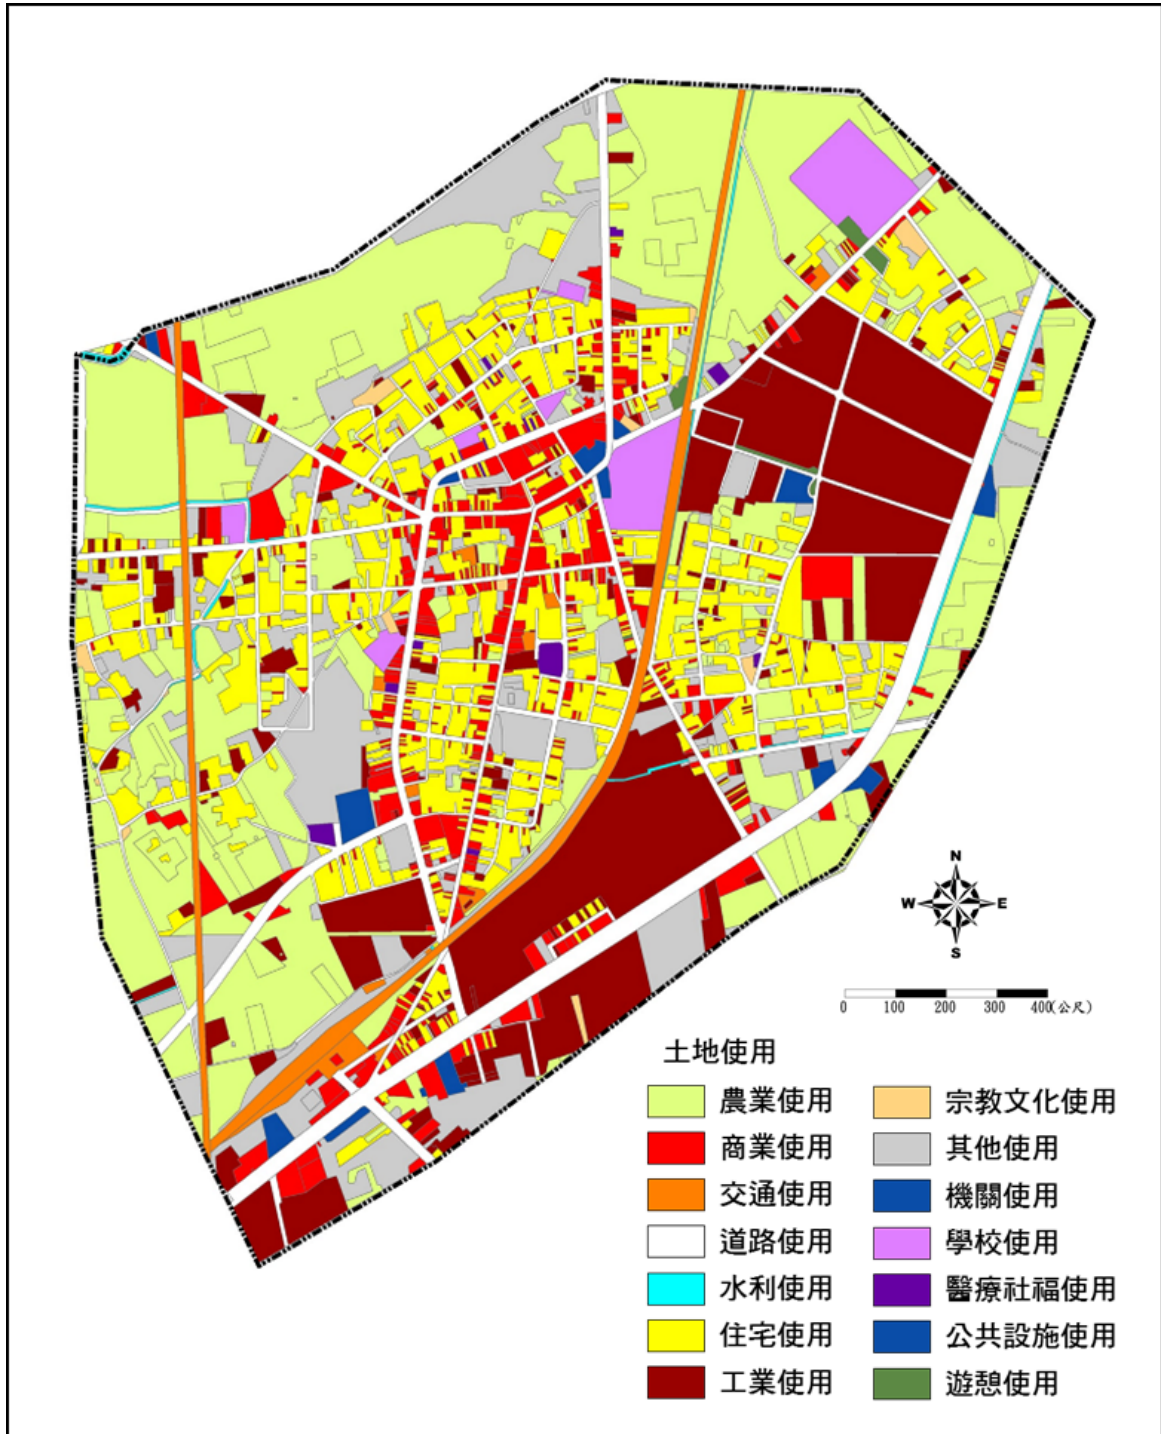 N
W E
S
0 100 200 300 400(公尺)
土地使用
農業使用 宗教文化使用
商業使用 其他使用
交通使用 機關使用
道路使用 學校使用
水利使用 醫療社福使用
住宅使用 公共設施使用
工業使用 遊憩使用